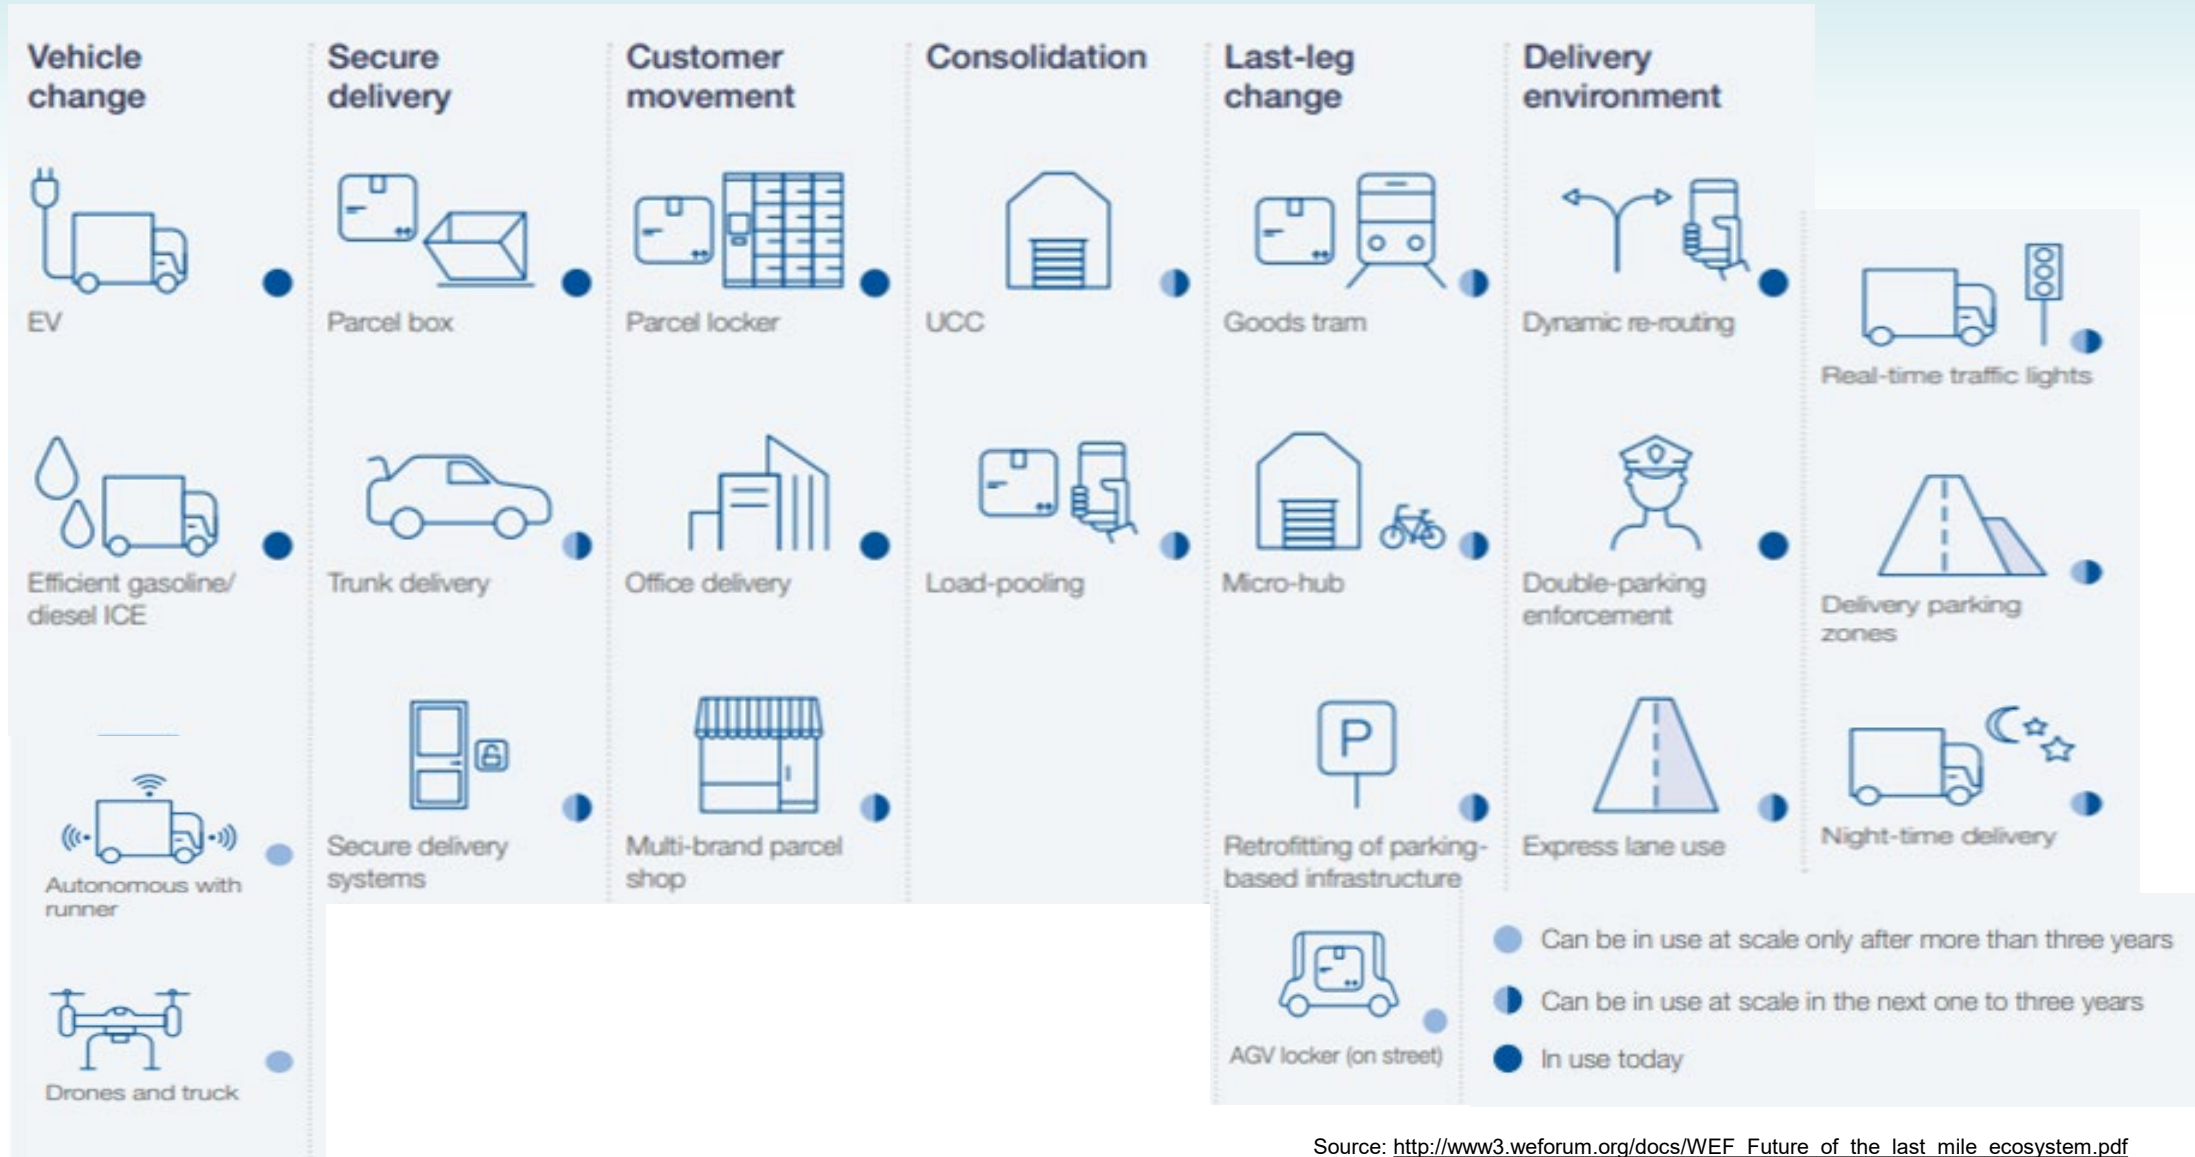 Vehicle
change
Secure
delivery
Customer
movement
Consolidation
Last-leg
change
Delivery
environment
EV
Parcel box
Parcel locker
UCC
Goods tram
Dynamic re-routing
Real-time traffic lights
Efficient gasoline/
diesel ICE
Trunk delivery
Office delivery
Load-pooling
Micro-hub
Double-parking
enforcement
Delivery parking
zones
P
Autonomous with
runner
Secure delivery
systems
Multi-brand parcel
shop
Retrofitting of parking-
based infrastructure
Express lane use
Night-time delivery
Drones and truck
AGV locker (on street)
Can be in use at scale only after more than three years
Can be in use at scale in the next one to three years
In use today
Source: http://www3.weforum.org/docs/WEF_Future_of_the_last_mile_ecosystem.pdf